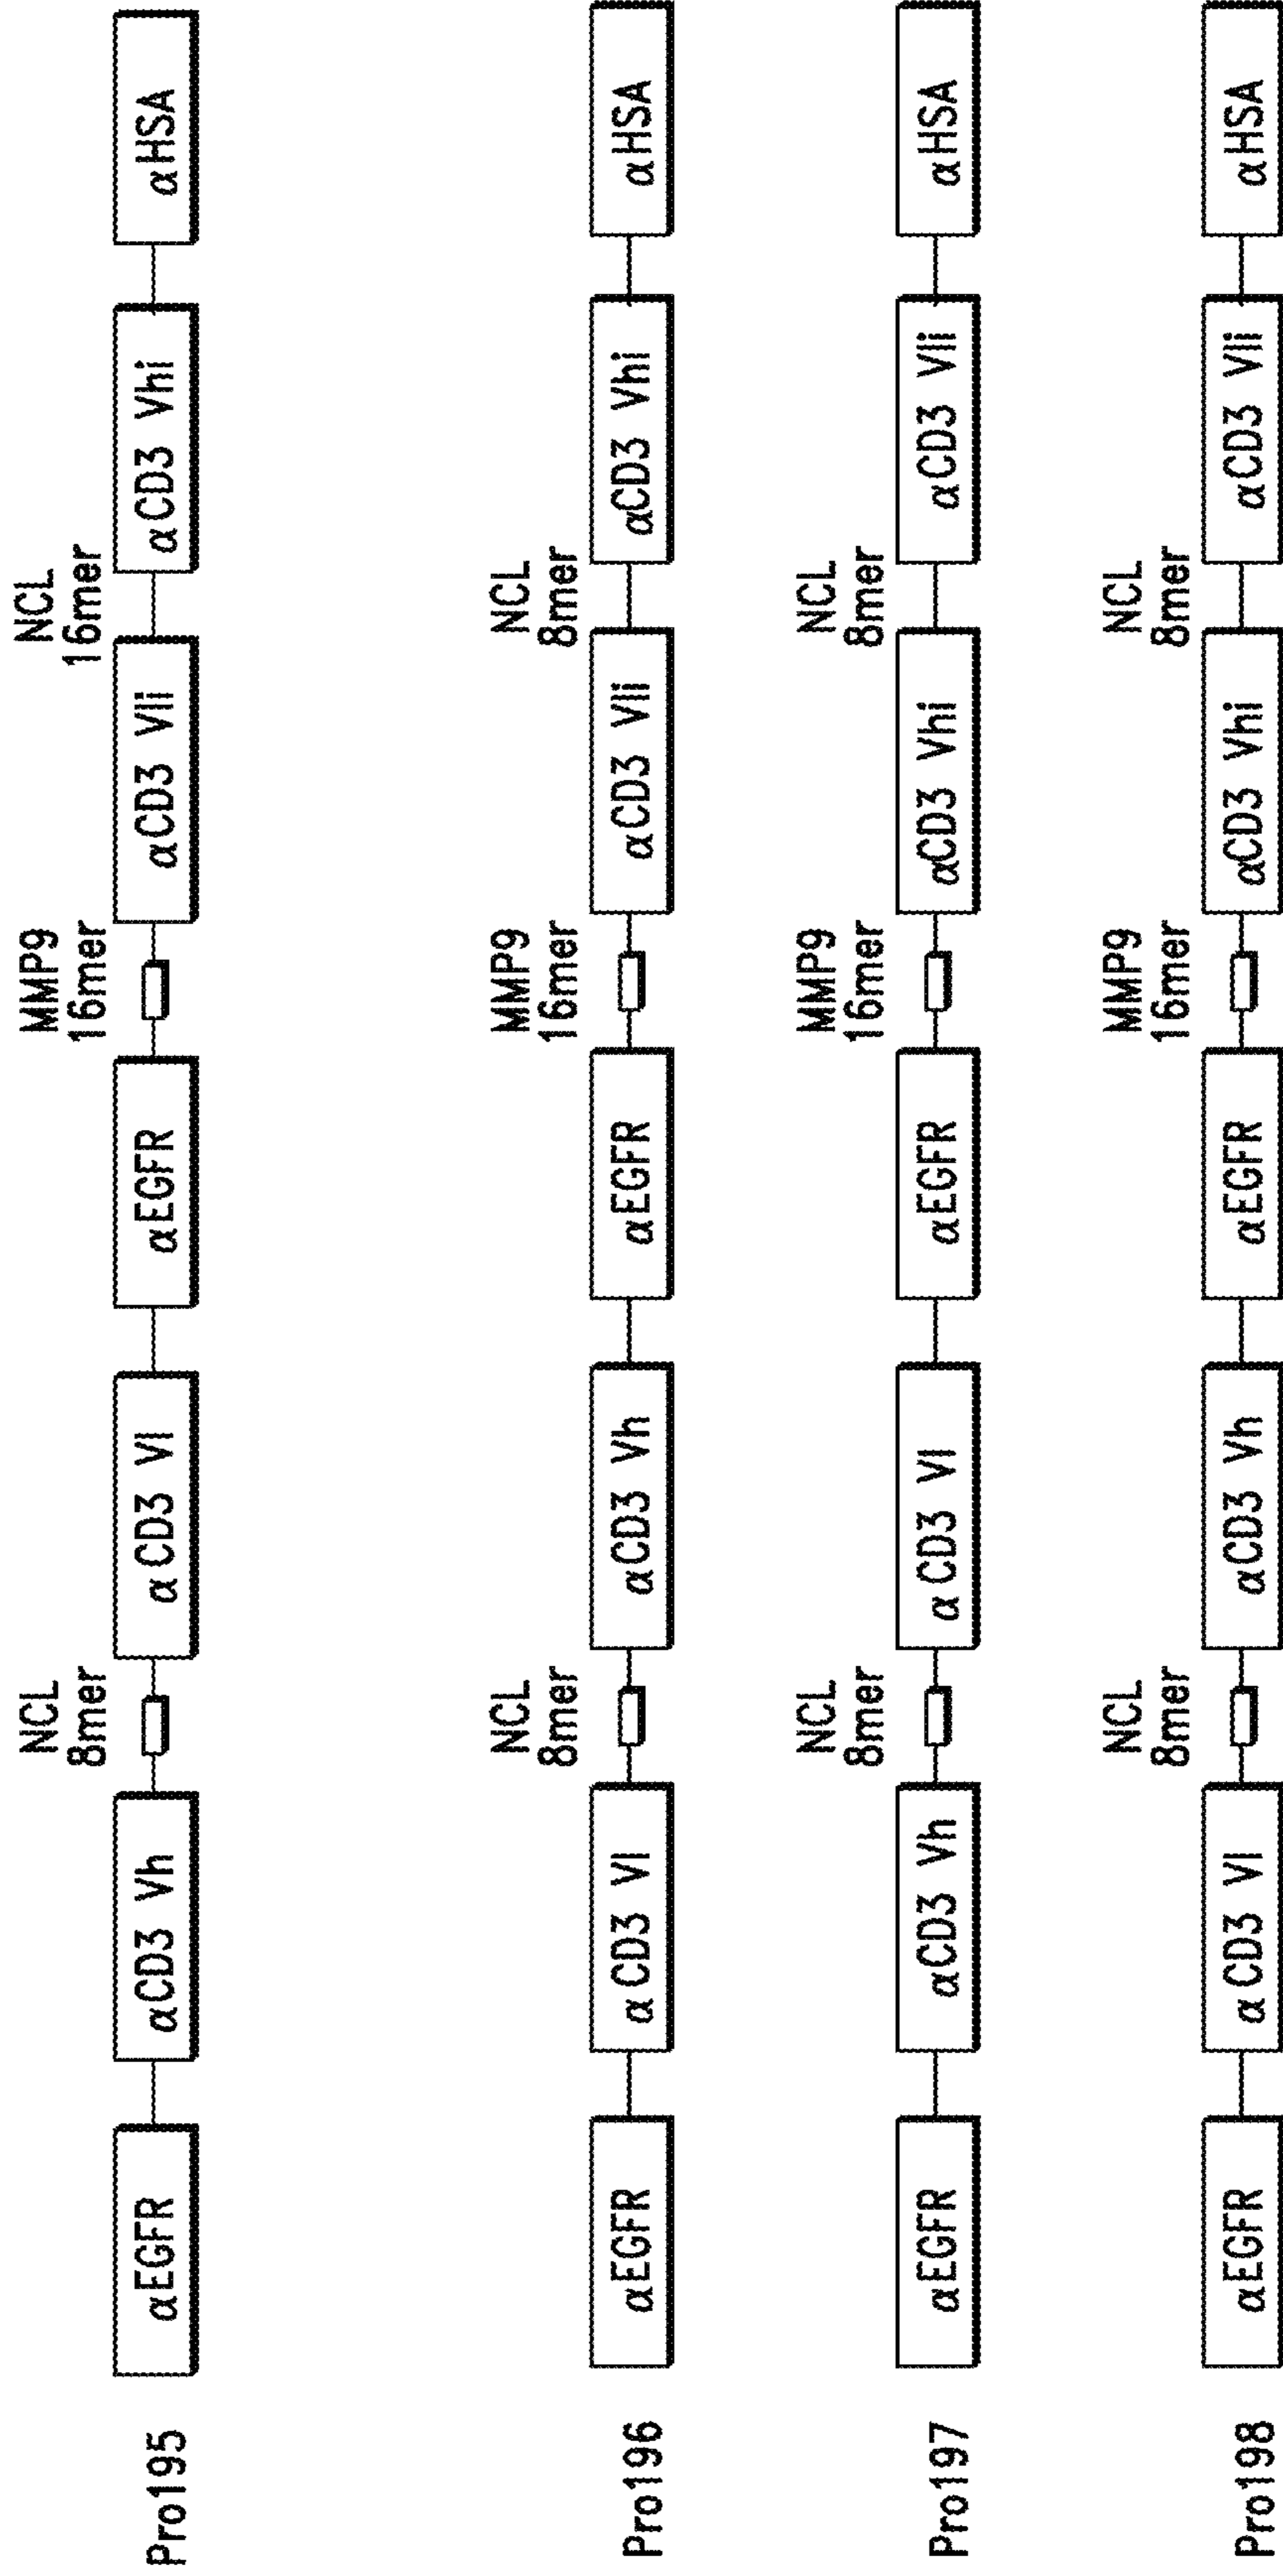 NCL 8mer
MMP9 16mer
NCL 16mer
Pro195 αEGFR αCD3 Vh αCD3 Vl αEGFR αCD3 Vli αCD3 Vhi αHSA
NCL 8mer
MMP9 16mer
NCL 8mer
Pro196 αEGFR αCD3 Vl αCD3 Vh αEGFR αCD3 Vli αCD3 Vhi αHSA
NCL 8mer
MMP9 16mer
NCL 8mer
Pro197 αEGFR αCD3 Vh αCD3 Vl αEGFR αCD3 Vhi αCD3 Vli αHSA
NCL 8mer
MMP9 16mer
NCL 8mer
Pro198 αEGFR αCD3 Vl αCD3 Vh αEGFR αCD3 Vhi αCD3 Vli αHSA